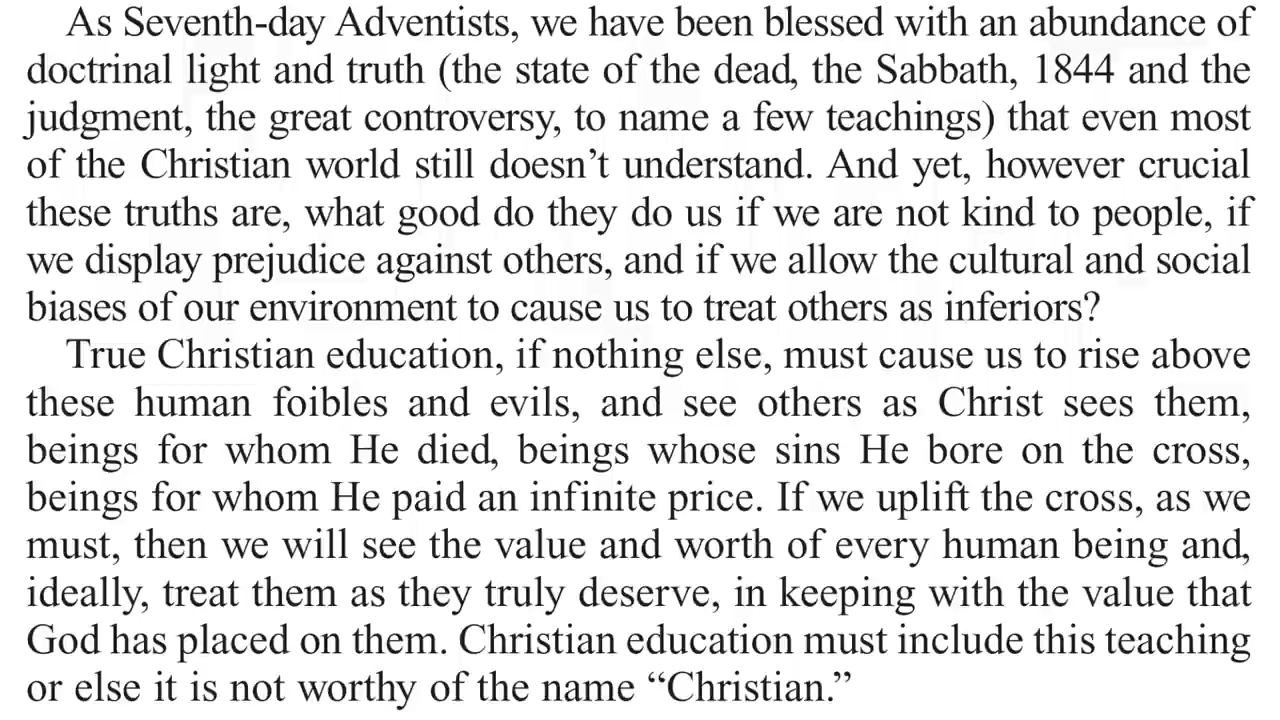 As Seventh-day Adventists, we have been blessed with an abundance of
doctrinal light and truth (the state of the dead, the Sabbath, 1844 and the
judgment, the great controversy, to name a few teachings) that even most
of the Christian world still doesn’t understand. And yet, however crucial
these truths are, what good do they do us if we are not kind to people, if
we display prejudice against others, and if we allow the cultural and social
biases of our environment to cause us to treat others as inferiors?
True Christian education, if nothing else, must cause us to rise above
these human foibles and evils, and see others as Christ sees them,
beings for whom He died, beings whose sins He bore on the cross,
beings for whom He paid an infinite price. If we uplift the cross, as we
must, then we will see the value and worth of every human being and,
ideally, treat them as they truly deserve, in keeping with the value that
God has placed on them. Christian education must include this teaching
or else it is not worthy of the name “Christian.”